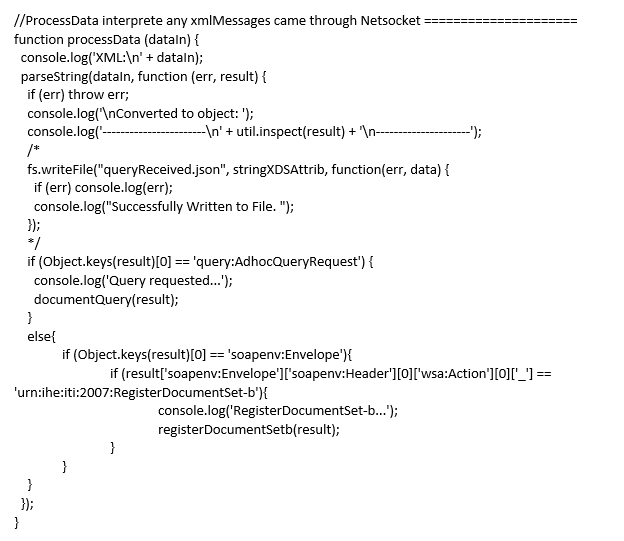 //ProcessData interprete any xmlMessages came through Netsocket ======================
function processData (dataIn) {
console.log('XML:\n' + dataIn);
parseString(dataIn, function (err, result) {
if (err) throw err;
console.log('\nConverted to object: ');
console.log('-----------------------\n' + util.inspect(result) + '\n---------------------');
/*
fs.writeFile("queryReceived.json", stringXDSAttrib, function(err, data) {
if (err) console.log(err);
console.log("Successfully Written to File. ");
});
*/
if (Object.keys(result)[0] == 'query:AdhocQueryRequest') {
console.log('Query requested...');
documentQuery(result);
}
else{
if (Object.keys(result)[0] == 'soapenv:Envelope'){
if (result['soapenv:Envelope']['soapenv:Header'][0]['wsa:Action'][0]['_'] ==
'urn:ihe:iti:2007:RegisterDocumentSet-b'){
console.log('RegisterDocumentSet-b...');
registerDocumentSetb(result);
}
}
}
});
}